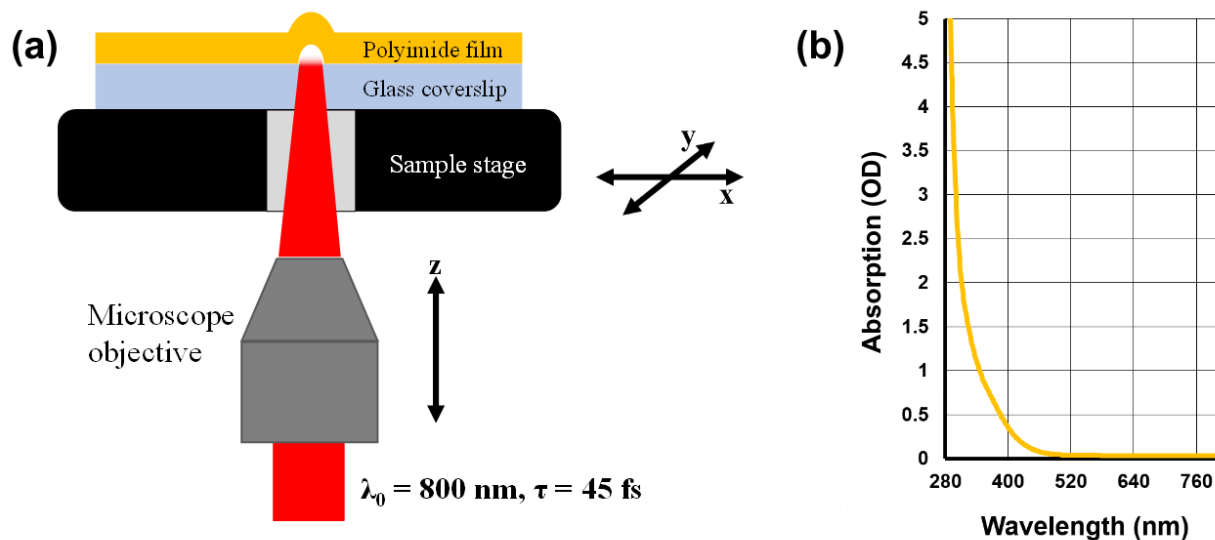 (a)
Polyimide film
Glass coverslip
Sample stage
y
x
z
Microscope
objective
λ0 = 800 nm, τ = 45 fs
(b)
Absorption (OD)
5
4.5
4
3.5
3
2.5
2
1.5
1
0.5
0
280 400 520 640 760
Wavelength (nm)